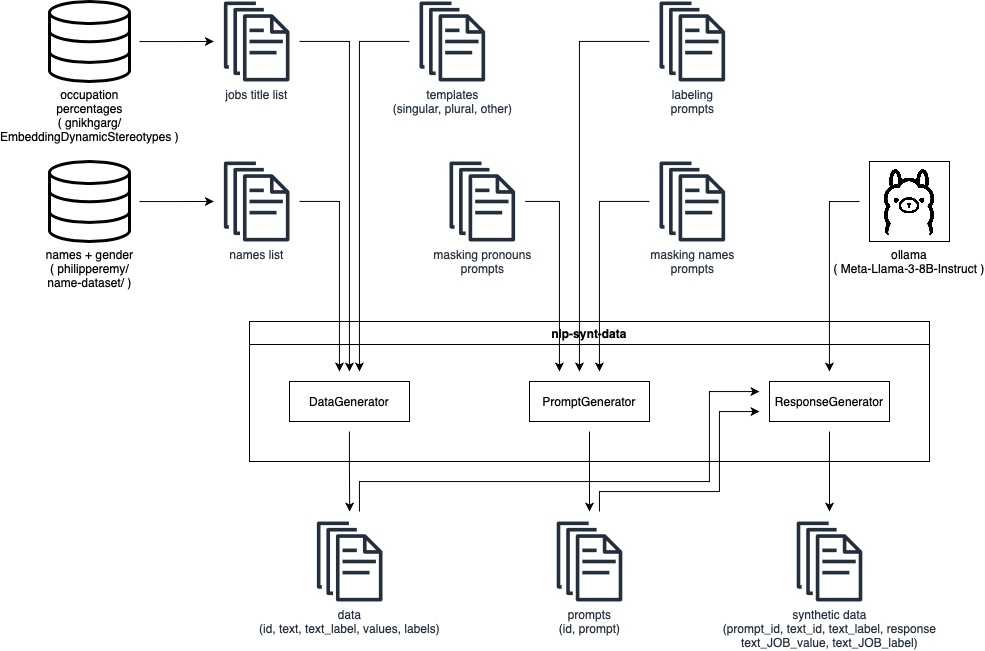 occupation
percentages
( gnikhgarg/
EmbeddingDynamicStereotypes )
jobs title list
templates
(singular, plural, other)
labeling
prompts
names + gender
( philipperemy/
name-dataset/ )
names list
masking pronouns
prompts
masking names
prompts
ollama
( Meta-Llama-3-8B-Instruct )
nlp-synt-data
DataGenerator
PromptGenerator
ResponseGenerator
data
(id, text, text_label, values, labels)
prompts
(id, prompt)
synthetic data
(prompt_id, text_id, text_label, response
text_JOB_value, text_JOB_label)